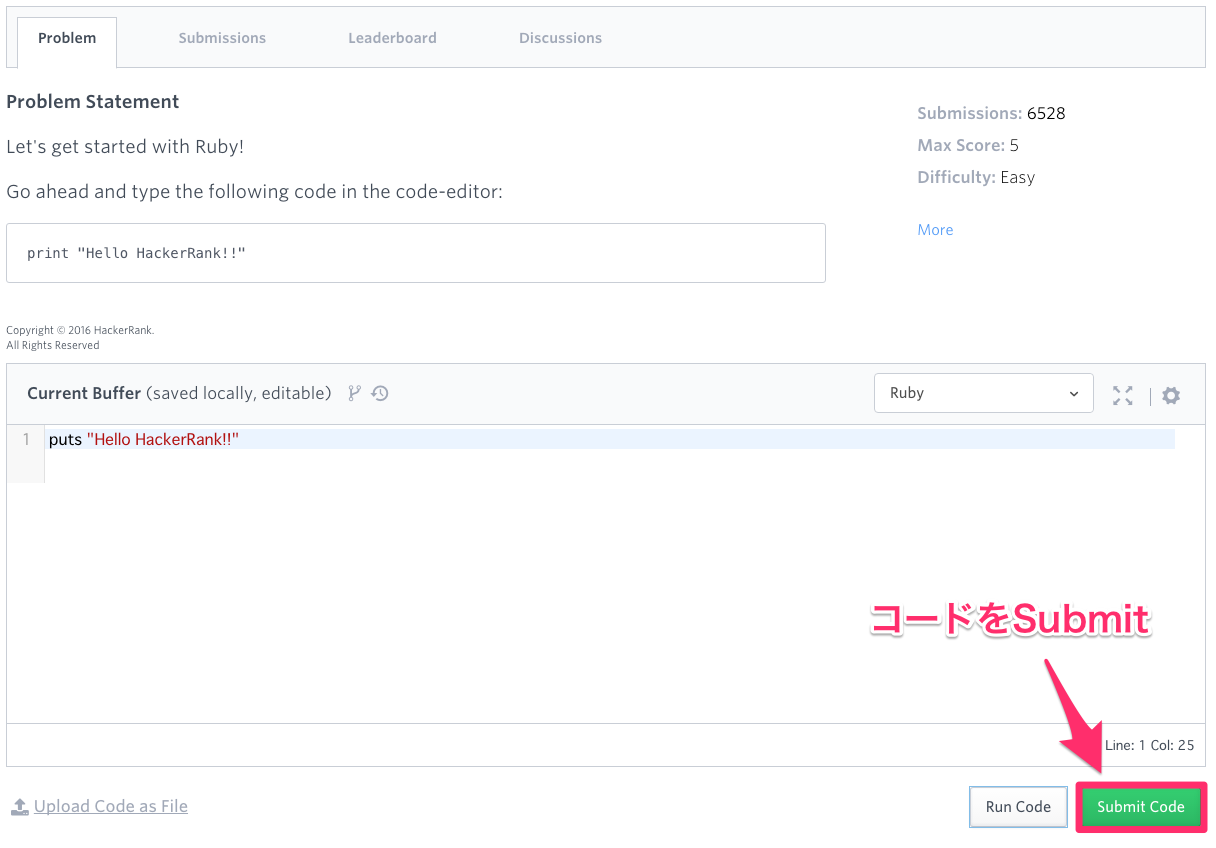 Problem
Submissions
Leaderboard
Discussions
Problem Statement
Let's get started with Ruby!
Go ahead and type the following code in the code-editor:
print "Hello HackerRank!!"
Submissions: 6528
Max Score: 5
Difficulty: Easy
More
Copyright © 2016 HackerRank.
All Rights Reserved
Current Buffer (saved locally, editable)
Ruby
1 puts "Hello HackerRank!!"
コードをSubmit
Line: 1 Col: 25
Upload Code as File
Run Code
Submit Code